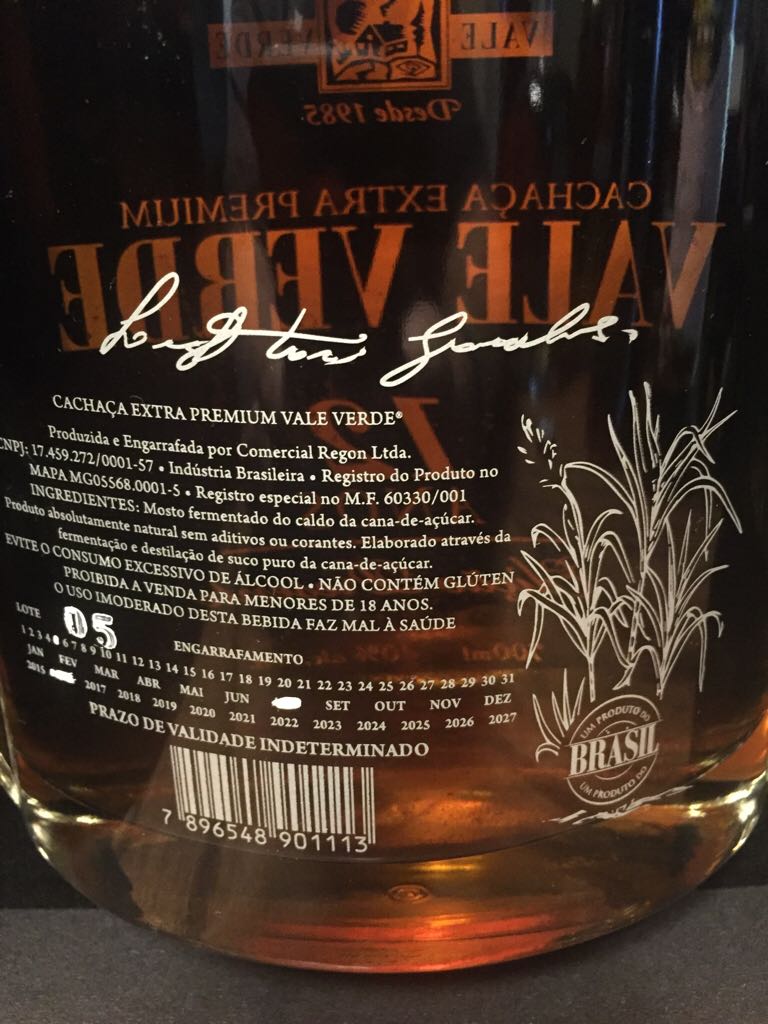 VALE VERDE
Desde 1985
CACHAÇA EXTRA PREMIUM
VALE VERDE
12
CACHAÇA EXTRA PREMIUM VALE VERDE®
Produzida e Engarrafada por Comercial Regon Ltda.
CNPJ: 17.459.272/0001-57 • Indústria Brasileira • Registro do Produto no
MAPA MG05568.0001-5 • Registro especial no M.F. 60330/001
INGREDIENTES: Mosto fermentado do caldo da cana-de-açúcar.
Produto absolutamente natural sem aditivos ou corantes. Elaborado através da
fermentação e destilação de suco puro da cana-de-açúcar.
EVITE O CONSUMO EXCESSIVO DE ÁLCOOL • NÃO CONTÉM GLÚTEN
PROIBIDA A VENDA PARA MENORES DE 18 ANOS.
O USO IMODERADO DESTA BEBIDA FAZ MAL À SAÚDE
LOTE 05
ENGARRAFAMENTO
1 2 3 4 6 7 8 9 10 11 12 13 14 15 16 17 18 19 20 21 22 23 24 25 26 27 28 29 30 31
JAN FEV MAR ABR MAI JUN SET OUT NOV DEZ
2015 2017 2018 2019 2020 2021 2022 2023 2024 2025 2026 2027
PRAZO DE VALIDADE INDETERMINADO
7 896548 901113
UM PRODUTO DO
BRASIL
UM PRODUTO DO